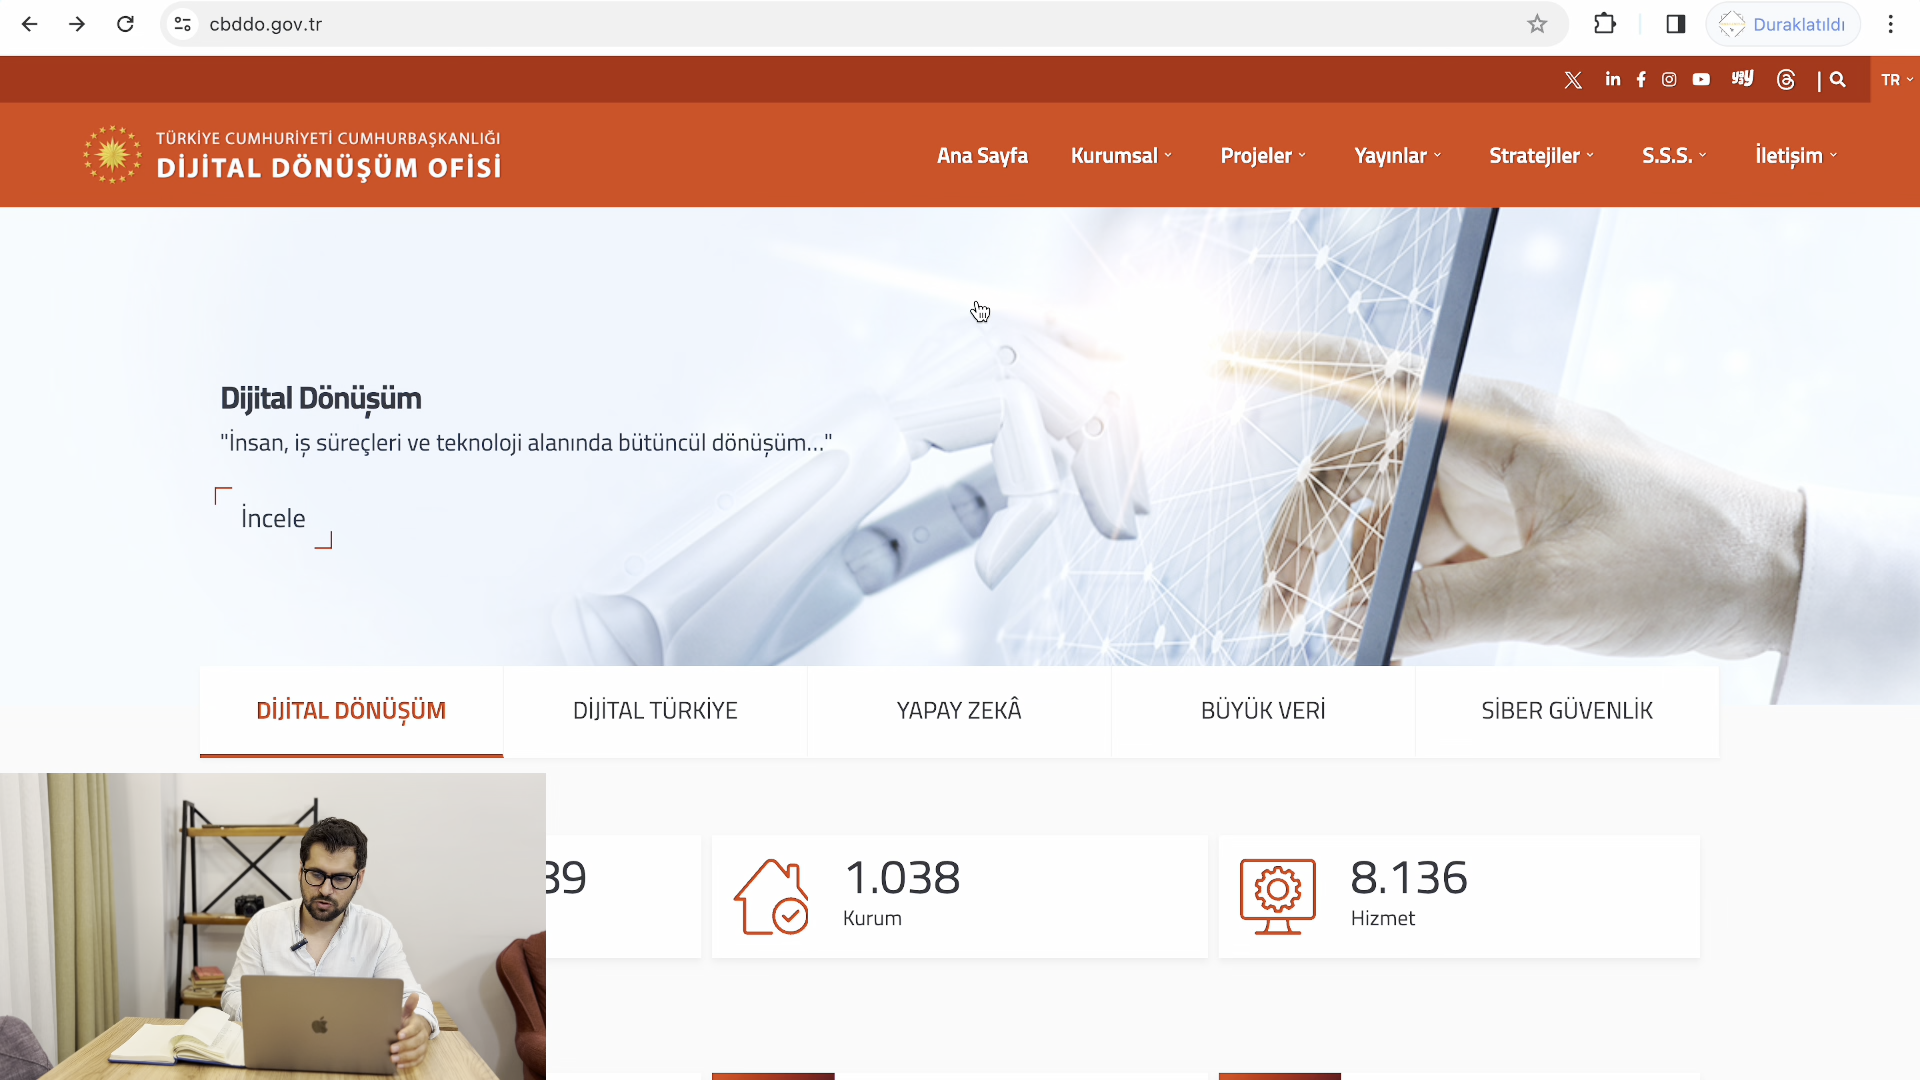 cbddo.gov.tr
Duraklatıldı
TR
TÜRKİYE CUMHURİYETİ CUMHURBAŞKANLIĞI
DİJİTAL DÖNÜŞÜM OFİSİ
Ana Sayfa
Kurumsal
Projeler
Yayınlar
Stratejiler
S.S.S.
İletişim
Dijital Dönüşüm
"İnsan, iş süreçleri ve teknoloji alanında bütüncül dönüşüm..."
İncele
DİJİTAL DÖNÜŞÜM
DİJİTAL TÜRKİYE
YAPAY ZEKÂ
BÜYÜK VERİ
SİBER GÜVENLİK
39
1.038
Kurum
8.136
Hizmet